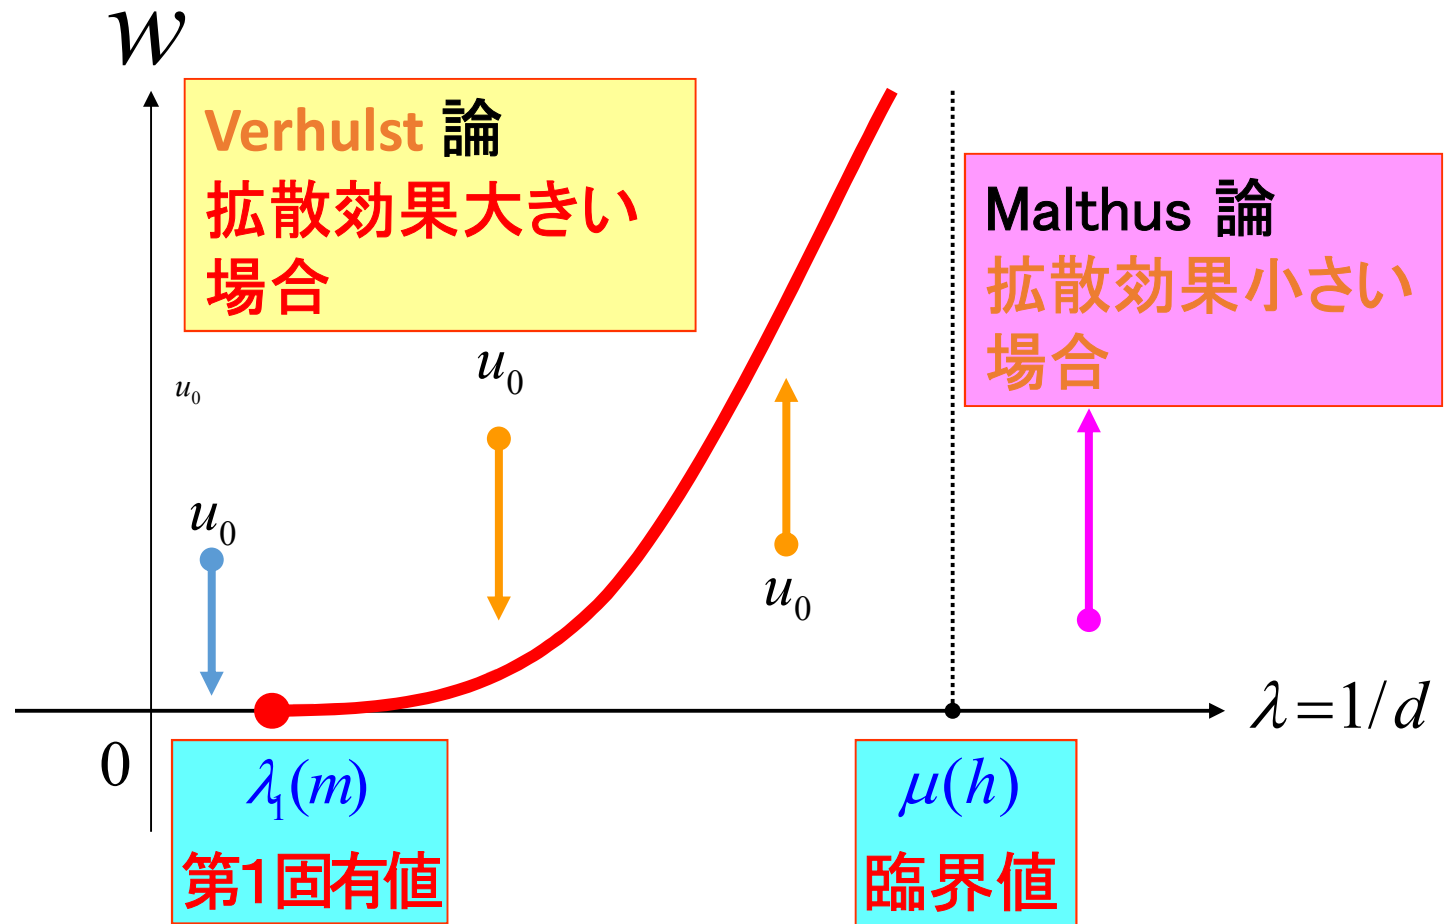 w
Verhulst 論
拡散効果大きい
場合
Malthus 論
拡散効果小さい
場合
u₀
u₀
u₀
u₀
λ=1/d
0
λ₁(m)
第1固有値
μ(h)
臨界値